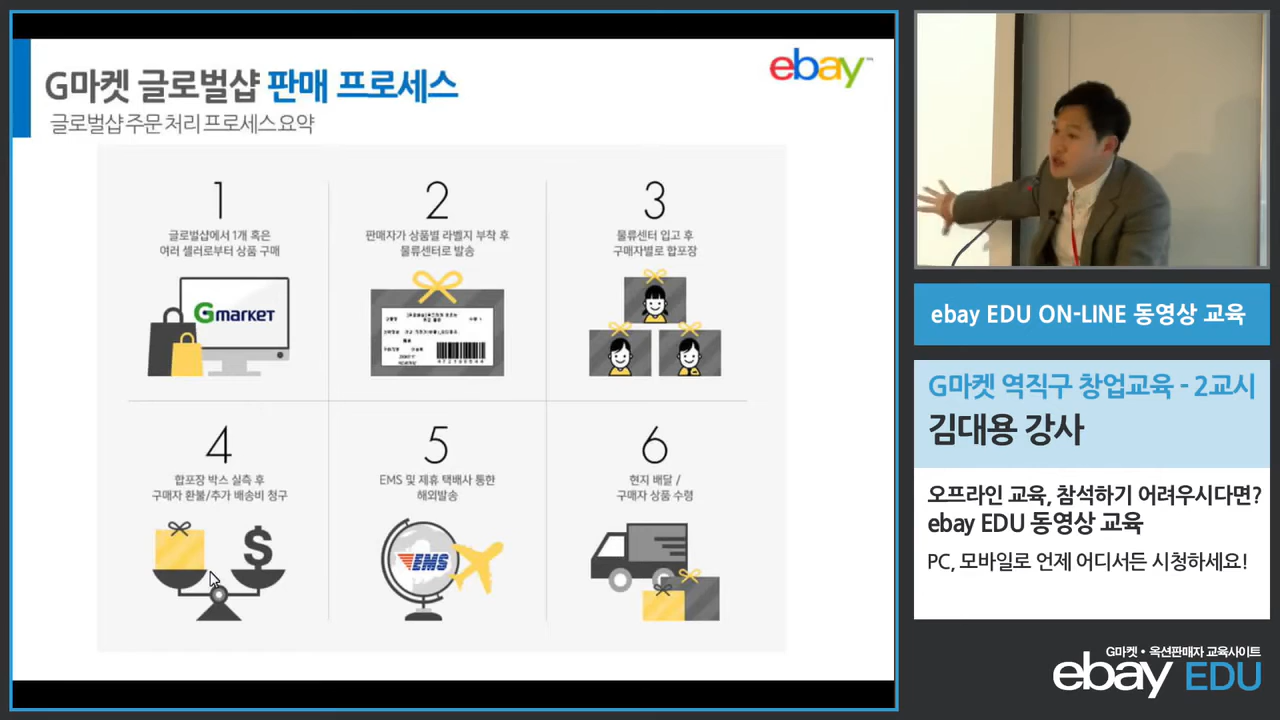 G마켓 글로벌샵 판매 프로세스
글로벌샵 주문 처리 프로세스 요약
ebay™
1
글로벌샵에서 1개 혹은
여러 셀러로부터 상품 구매
Gmarket
2
판매자가 상품별 라벨지 부착 후
물류센터로 발송
3
물류센터 입고 후
구매자별로 합포장
4
합포장 박스 실측 후
구매자 환불/추가 배송비 청구
$
5
EMS 및 제휴 택배사 통한
해외발송
EMS
6
현지 배달 /
구매자 상품 수령
ebay EDU ON-LINE 동영상 교육
G마켓 역직구 창업교육 - 2교시
김대용 강사
오프라인 교육, 참석하기 어려우시다면?
ebay EDU 동영상 교육
PC, 모바일로 언제 어디서든 시청하세요!
G마켓 • 옥션판매자 교육사이트
ebay EDU